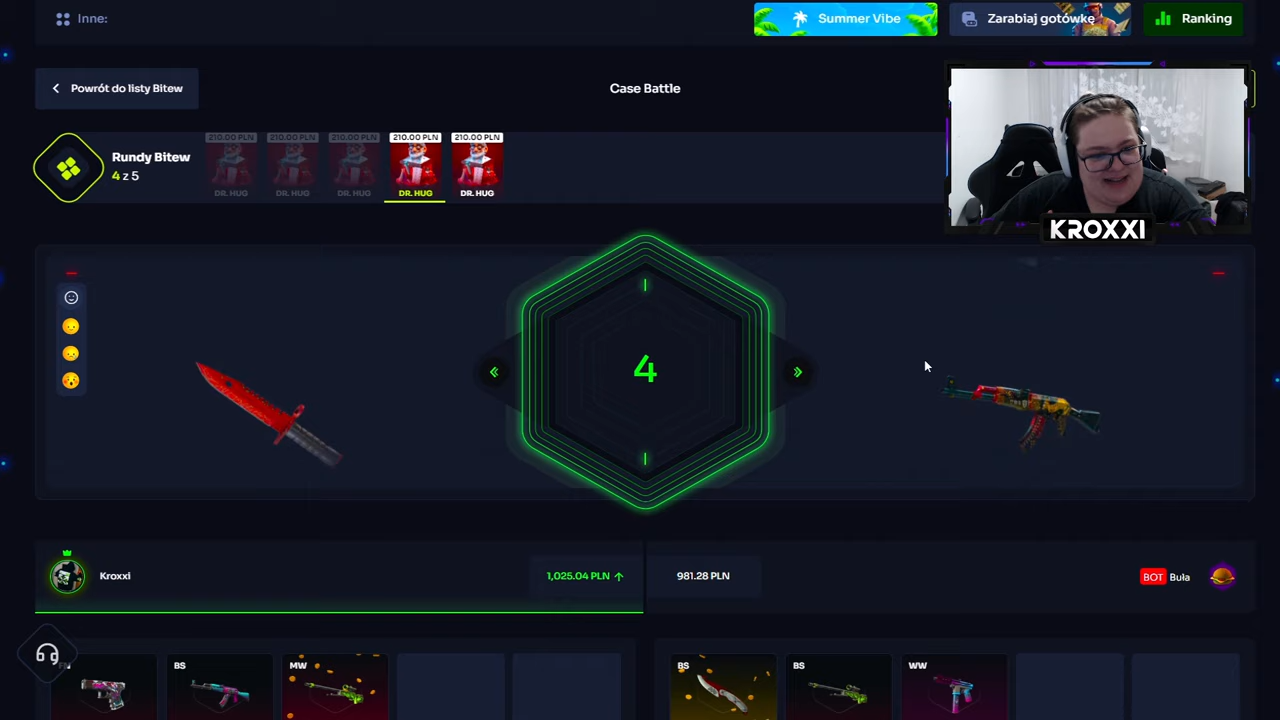 Inne:
Summer Vibe
Zarabiaj gotówkę
Ranking
Powrót do listy Bitew
Case Battle
Rundy Bitew
4 z 5
210.00 PLN
210.00 PLN
210.00 PLN
210.00 PLN
210.00 PLN
DR. HUG
DR. HUG
DR. HUG
DR. HUG
DR. HUG
KROXXI
4
Kroxxi
1,025.04 PLN
981.28 PLN
BOT Buła
FN
BS
MW
BS
BS
WW